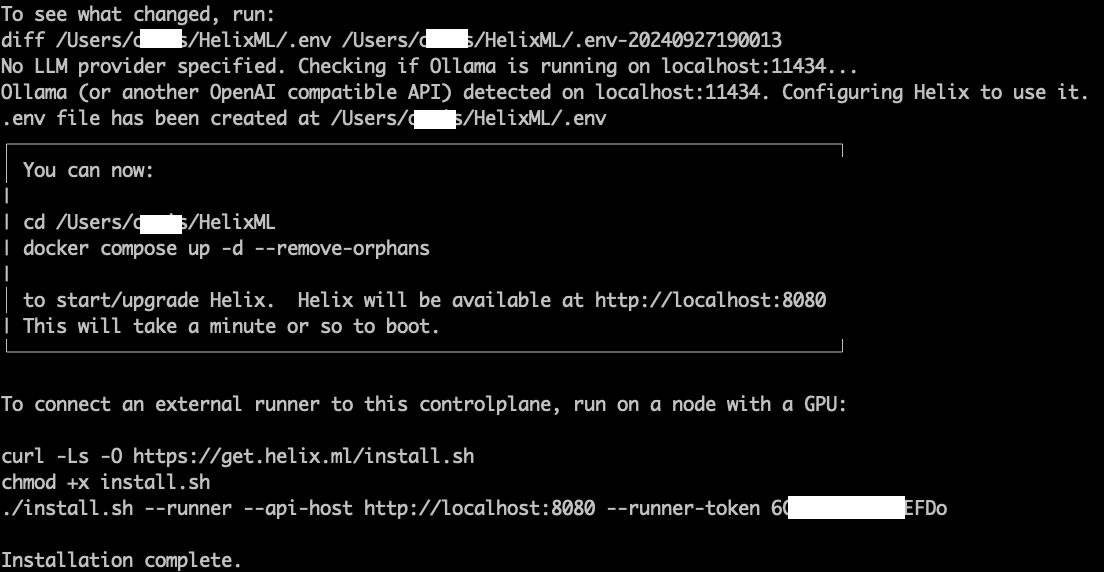 To see what changed, run:
diff /Users/c s/HelixML/.env /Users/c s/HelixML/.env-20240927190013
No LLM provider specified. Checking if Ollama is running on localhost:11434...
Ollama (or another OpenAI compatible API) detected on localhost:11434. Configuring Helix to use it.
.env file has been created at /Users/c s/HelixML/.env
You can now:
|
| cd /Users/c s/HelixML
| docker compose up -d --remove-orphans
|
| to start/upgrade Helix.  Helix will be available at http://localhost:8080
| This will take a minute or so to boot.
To connect an external runner to this controlplane, run on a node with a GPU:
curl -Ls -O https://get.helix.ml/install.sh
chmod +x install.sh
./install.sh --runner --api-host http://localhost:8080 --runner-token 6 EFDo
Installation complete.